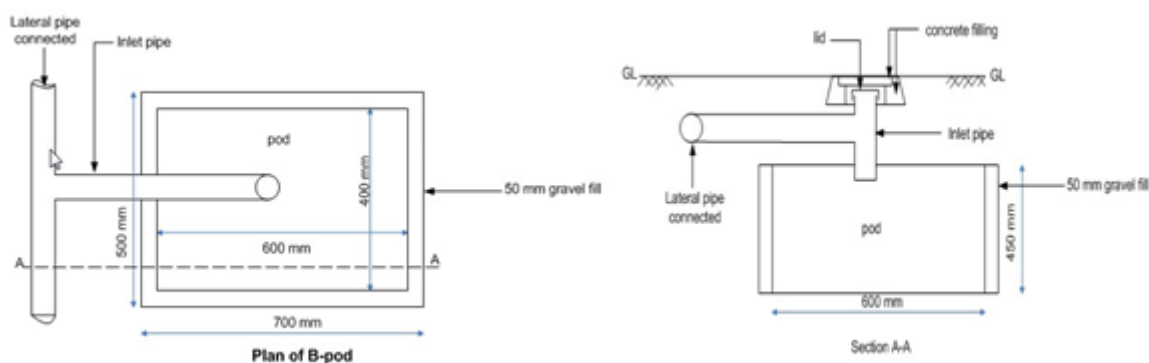 Lateral pipe
connected
Inlet pipe
pod
400 mm
50 mm gravel fill
500 mm
600 mm
A
A
700 mm
Plan of B-pod
lid
concrete filling
GL
GL
Inlet pipe
Lateral pipe
connected
50 mm gravel fill
pod
450 mm
600 mm
Section A-A